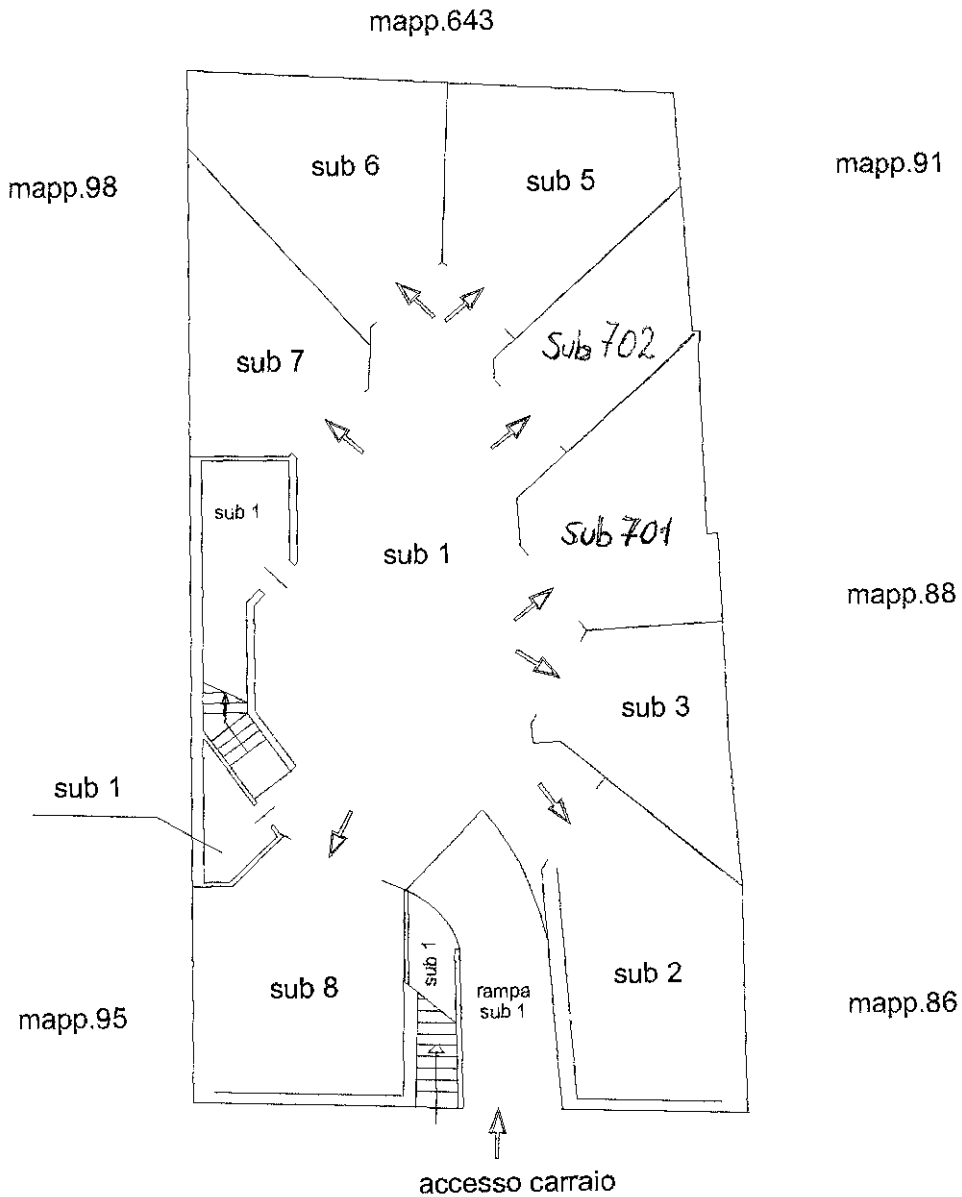 mapp.643
sub 6
sub 5
mapp.91
mapp.98
Sub 702
sub 7
sub 1
Sub 701
sub 1
mapp.88
sub 3
sub 1
sub 1
sub 2
sub 8
rampa
sub 1
mapp.86
mapp.95
accesso carraio